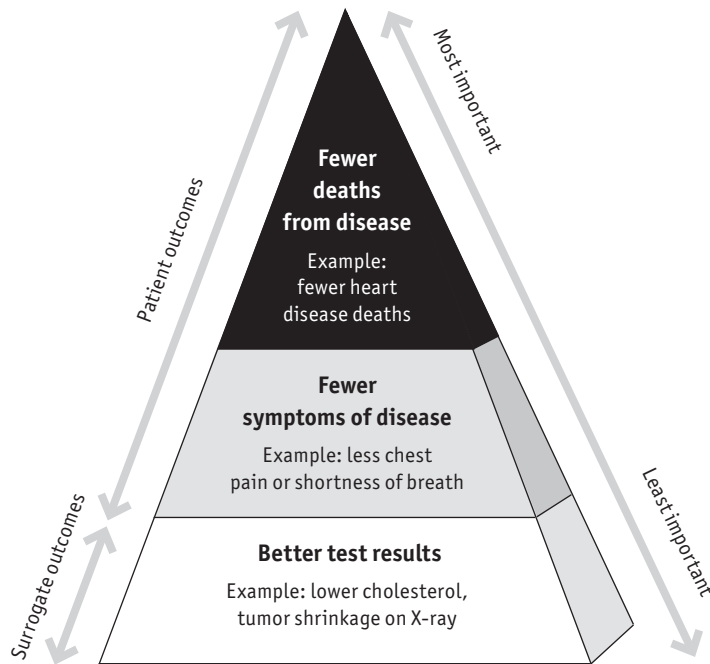 Most important
Patient outcomes
Fewer
deaths
from disease
Example:
fewer heart
disease deaths
Fewer
symptoms of disease
Example: less chest
pain or shortness of breath
Least important
Surrogate outcomes
Better test results
Example: lower cholesterol,
tumor shrinkage on X-ray